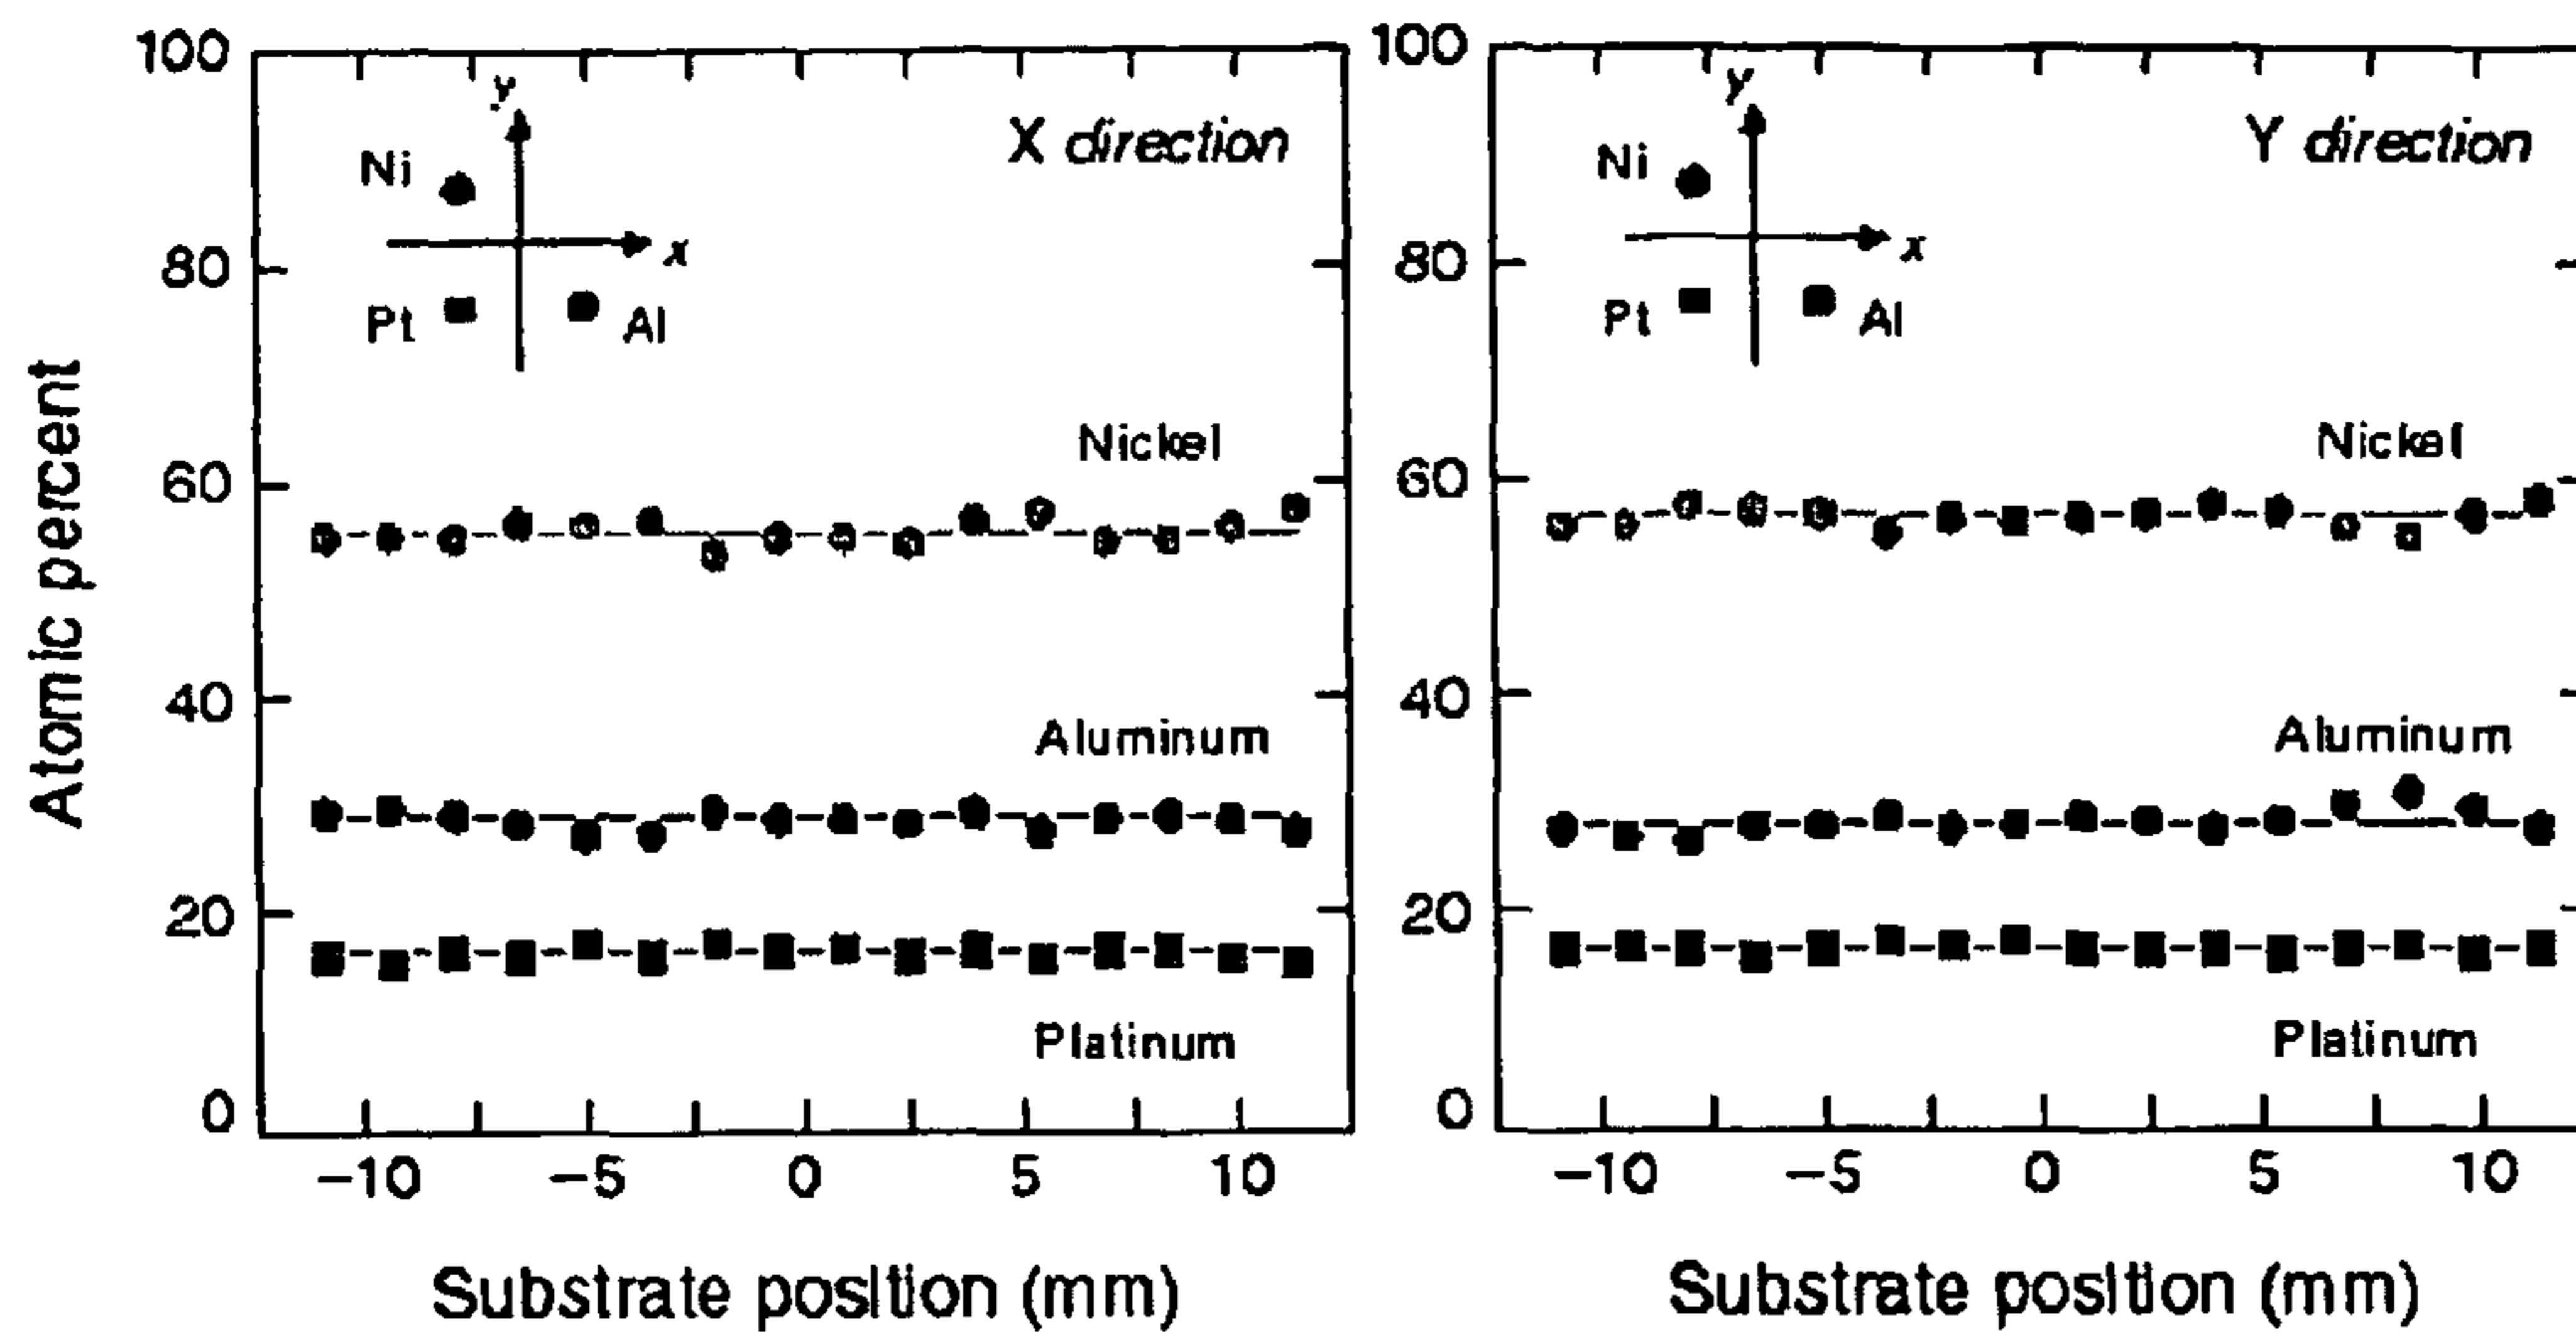 100
80
60
40
20
0
Atomic percent
y
x
Ni
Pt
Al
X direction
Nickel
Aluminum
Platinum
−10 −5 0 5 10
Substrate position (mm)
100
80
60
40
20
0
y
x
Ni
Pt
Al
Y direction
Nickel
Aluminum
Platinum
−10 −5 0 5 10
Substrate position (mm)